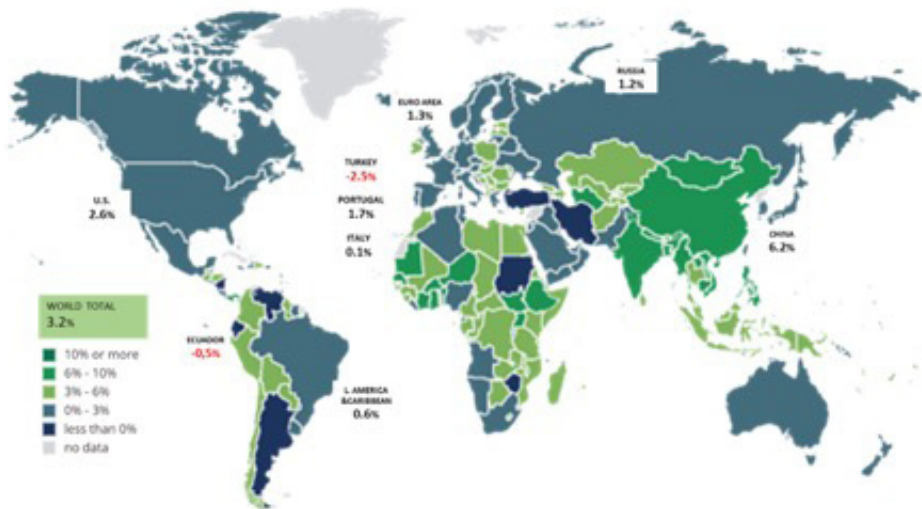 RUSSIA
1.2%
EURO AREA
1.3%
TURKEY
-2.5%
U.S.
2.6%
PORTUGAL
1.7%
ITALY
0.1%
CHINA
6.2%
WORLD TOTAL
3.2%
ECUADOR
-0,5%
10% or more
6% - 10%
3% - 6%
0% - 3%
less than 0%
no data
L. AMERICA
&CARIBBEAN
0.6%